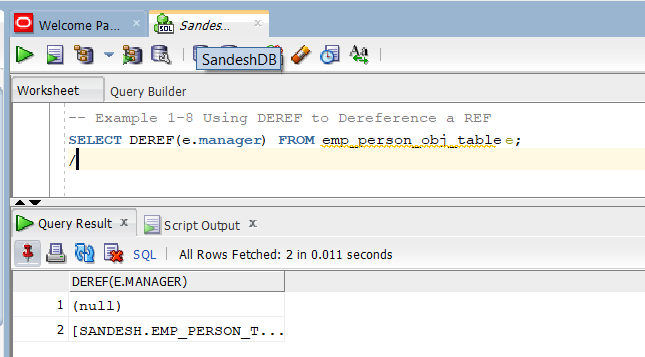 Welcome Pa...
SQL
Sandes...
SandeshDB
Worksheet
Query Builder
-- Example 1-8 Using DEREF to Dereference a REF
SELECT DEREF(e.manager) FROM emp_person_obj_table e;
/
Query Result x
Script Output x
SQL | All Rows Fetched: 2 in 0.011 seconds
DEREF(E.MANAGER)
1 (null)
2 [SANDESH.EMP_PERSON_T...